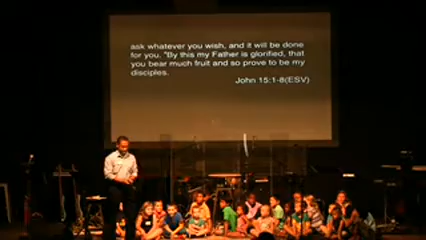 ask whatever you wish, and it will be done
for you. "By this my Father is glorified, that
you bear much fruit and so prove to be my
disciples.
John 15:1-8(ESV)